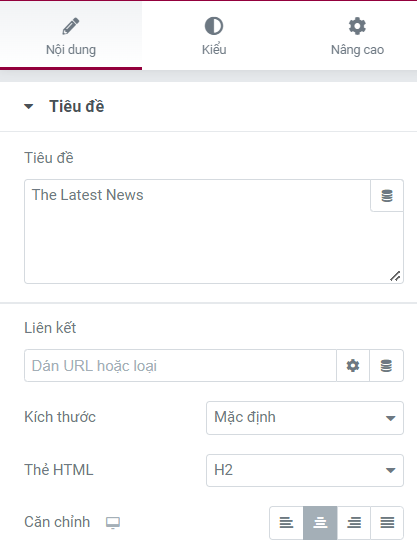 Nội dung
Kiểu
Nâng cao
Tiêu đề
Tiêu đề
The Latest News
Liên kết
Dán URL hoặc loại
Kích thước
Mặc định
Thẻ HTML
H2
Căn chỉnh